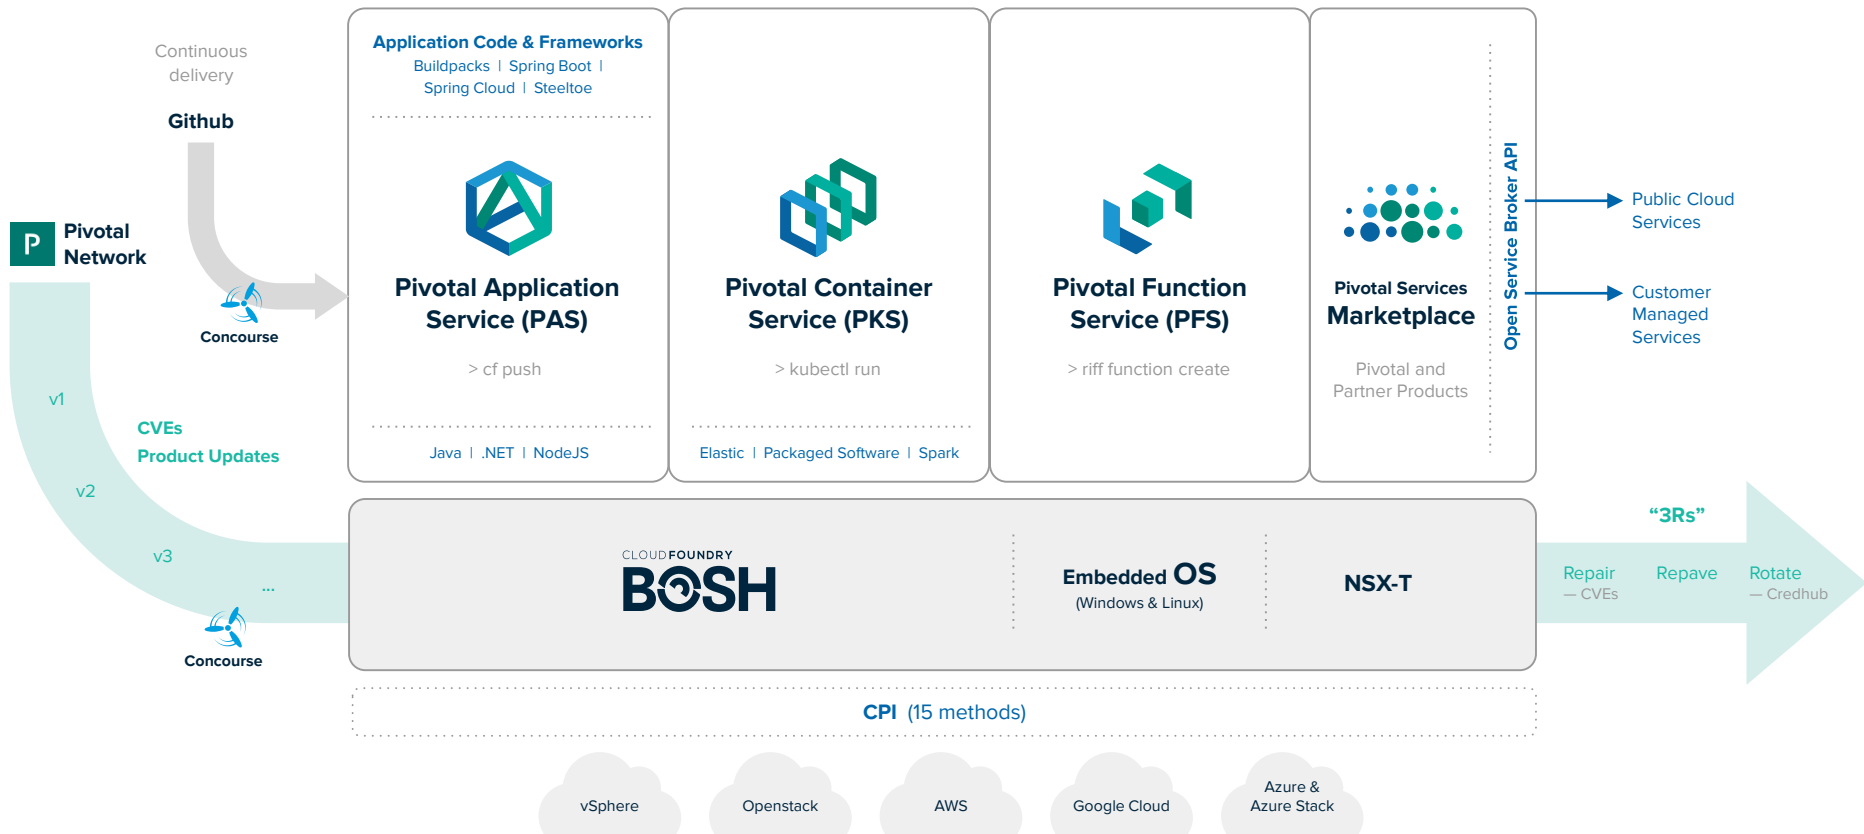 Continuous
delivery
Github
P
Pivotal
Network
Concourse
v1
v2
v3
...
CVEs
Product Updates
Concourse
Application Code & Frameworks
Buildpacks | Spring Boot |
Spring Cloud | Steeltoe
Pivotal Application
Service (PAS)
> cf push
Java | .NET | NodeJS
Pivotal Container
Service (PKS)
> kubectl run
Elastic | Packaged Software | Spark
Pivotal Function
Service (PFS)
> riff function create
Pivotal Services
Marketplace
Pivotal and
Partner Products
Open Service Broker API
Public Cloud
Services
Customer
Managed
Services
CLOUDFOUNDRY
BOSH
Embedded OS
(Windows & Linux)
NSX-T
“3Rs”
Repair
— CVEs
Repave
Rotate
— Credhub
CPI (15 methods)
vSphere
Openstack
AWS
Google Cloud
Azure &
Azure Stack